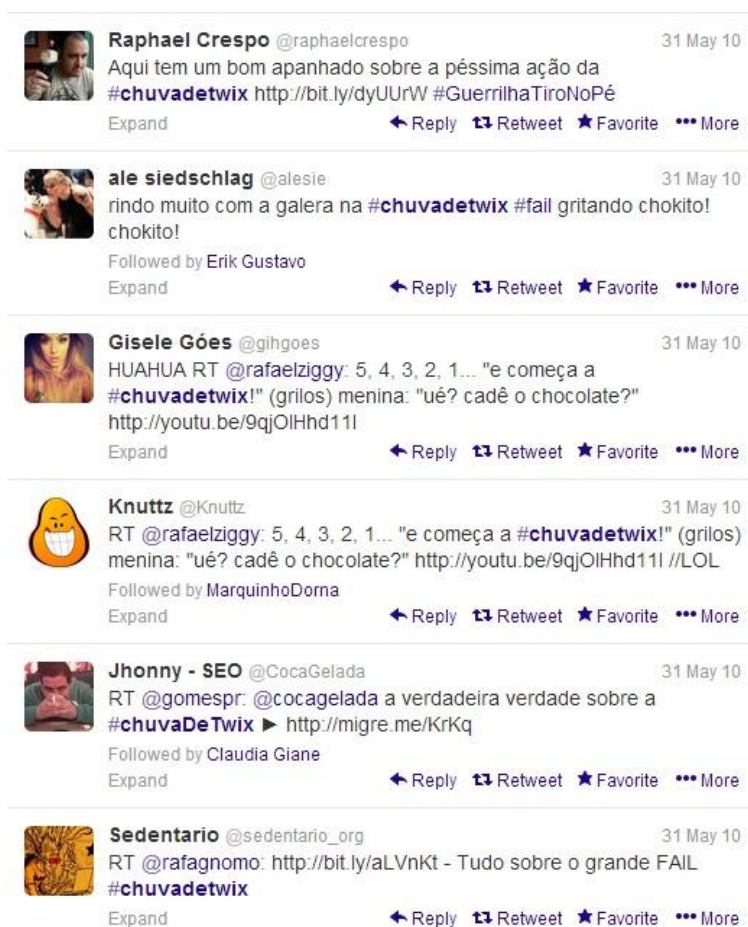 Raphael Crespo @raphaelcrespo 31 May 10
Aqui tem um bom apanhado sobre a péssima ação da
#chuvadetwix http://bit.ly/dyUUrW #GuerrilhaTiroNoPé
Expand Reply Retweet Favorite More
ale siedschlag @alesie 31 May 10
rindo muito com a galera na #chuvadetwix #fail gritando chokito!
chokito!
Followed by Erik Gustavo
Expand Reply Retweet Favorite More
Gisele Góes @gihgoes 31 May 10
HUAHUA RT @rafaelziggy: 5, 4, 3, 2, 1... "e começa a
#chuvadetwix!" (grilos) menina: "ué? cadê o chocolate?"
http://youtu.be/9qjOlHhd11I
Expand Reply Retweet Favorite More
Knuttz @Knuttz 31 May 10
RT @rafaelziggy: 5, 4, 3, 2, 1... "e começa a #chuvadetwix!" (grilos)
menina: "ué? cadê o chocolate?" http://youtu.be/9qjOlHhd11I //LOL
Followed by MarquinhoDorna
Expand Reply Retweet Favorite More
Jhonny - SEO @CocaGelada 31 May 10
RT @gomespr: @cocagelada a verdadeira verdade sobre a
#chuvaDeTwix ► http://migre.me/KrKq
Followed by Claudia Giane
Expand Reply Retweet Favorite More
Sedentario @sedentario_org 31 May 10
RT @rafagnomo: http://bit.ly/aLVnKt - Tudo sobre o grande FAIL
#chuvadetwix
Expand Reply Retweet Favorite More